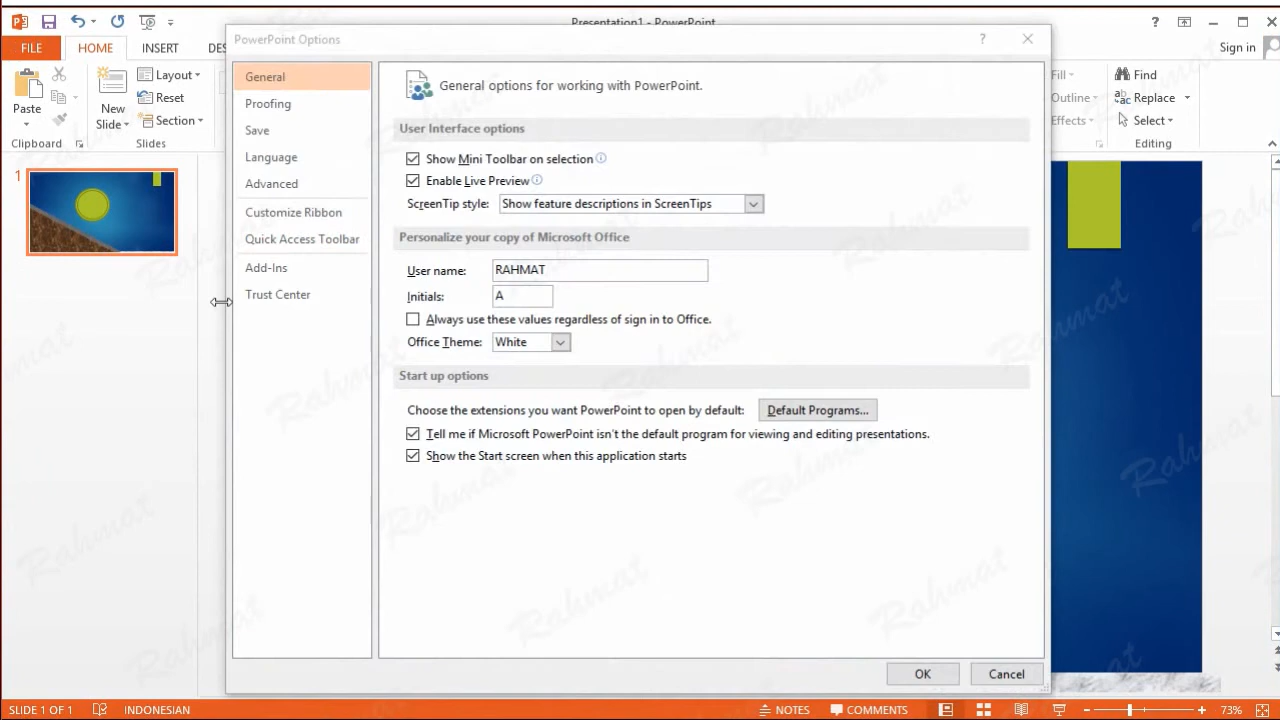 Presentation1 - PowerPoint
FILE HOME INSERT DES Sign in
Paste
Clipboard
New
Slide
Layout
Reset
Section
Slides
Fill
Outline
Effects
Find
Replace
Select
Editing
PowerPoint Options
General
Proofing
Save
Language
Advanced
Customize Ribbon
Quick Access Toolbar
Add-Ins
Trust Center
General options for working with PowerPoint.
User Interface options
Show Mini Toolbar on selection
Enable Live Preview
ScreenTip style: Show feature descriptions in ScreenTips
Personalize your copy of Microsoft Office
User name: RAHMAT
Initials: A
Always use these values regardless of sign in to Office.
Office Theme: White
Start up options
Choose the extensions you want PowerPoint to open by default: Default Programs...
Tell me if Microsoft PowerPoint isn't the default program for viewing and editing presentations.
Show the Start screen when this application starts
OK Cancel
1
Rahmat
SLIDE 1 OF 1 INDONESIAN NOTES COMMENTS 73%